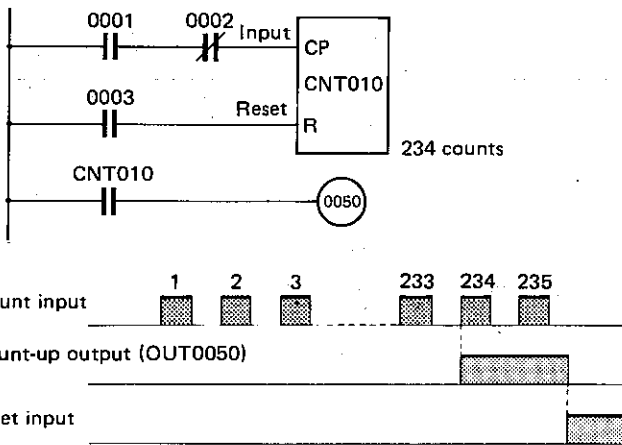 0001 0002 Input CP
CNT010
0003 Reset R
234 counts
CNT010 0050
1 2 3 233 234 235
unt input
unt-up output (OUT0050)
et input